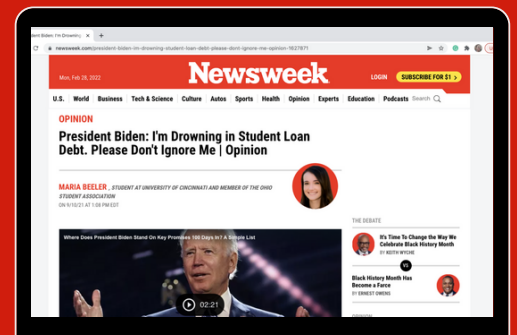 dent Biden: I'm Drowning
newsweek.com/president-biden-im-drowning-student-loan-debt-please-dont-ignore-me-opinion-1627871
Mon, Feb 28, 2022
Newsweek
LOGIN
SUBSCRIBE FOR $1 >
U.S. World Business Tech & Science Culture Autos Sports Health Opinion Experts Education Podcasts Search
OPINION
President Biden: I'm Drowning in Student Loan
Debt. Please Don't Ignore Me | Opinion
MARIA BEELER , STUDENT AT UNIVERSITY OF CINCINNATI AND MEMBER OF THE OHIO
STUDENT ASSOCIATION
ON 9/10/21 AT 1:08 PM EDT
Where Does President Biden Stand On Key Promises 100 Days In? A Simple List
02:21
THE DEBATE
It's Time To Change the Way We
Celebrate Black History Month
BY KEITH WYCHE
VS
Black History Month Has
Become a Farce
BY ERNEST OWENS